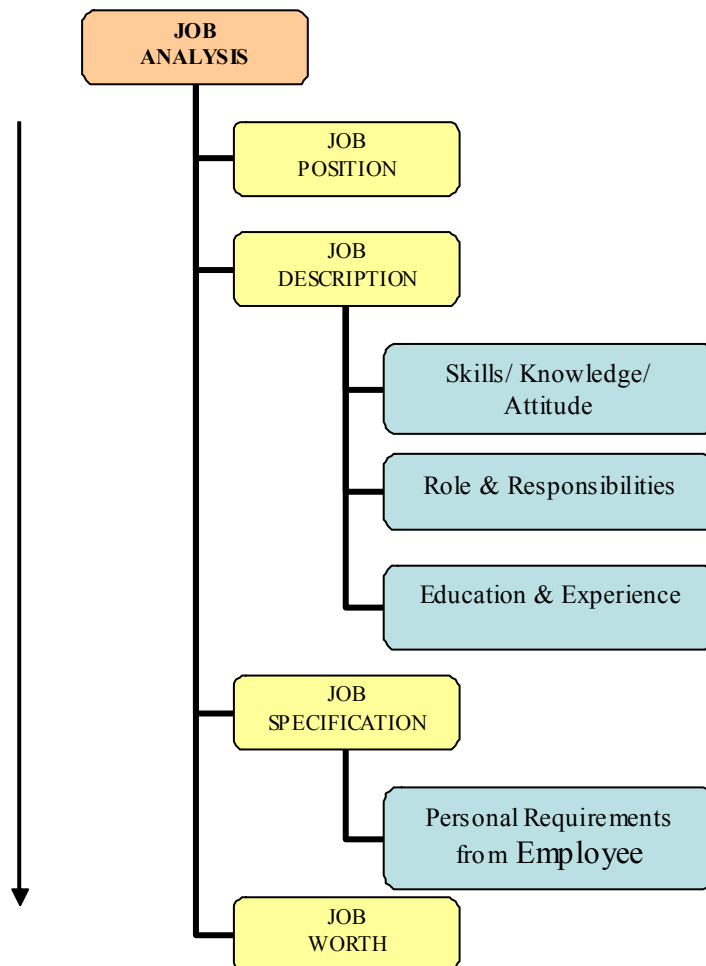 JOB
ANALYSIS
JOB
POSITION
JOB
DESCRIPTION
Skills/ Knowledge/
Attitude
Role & Responsibilities
Education & Experience
JOB
SPECIFICATION
Personal Requirements
from Employee
JOB
WORTH